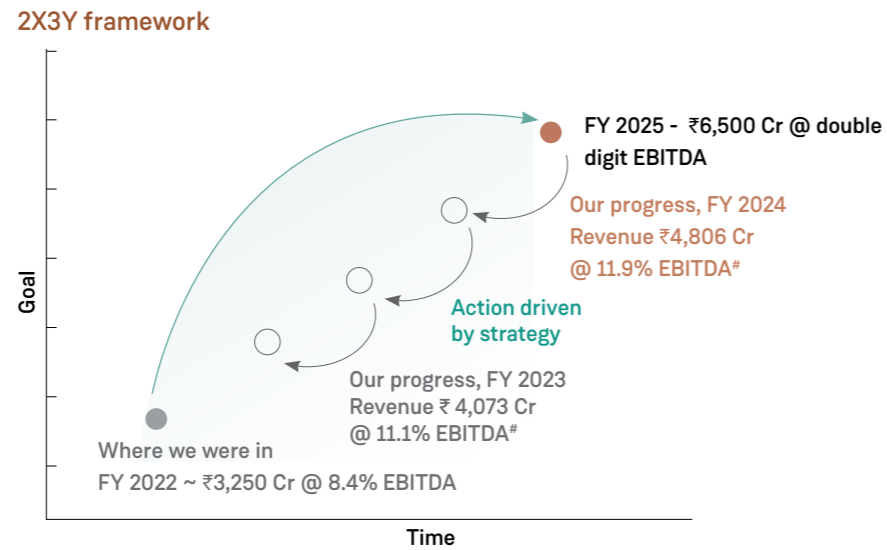 2X3Y framework
FY 2025 - ₹6,500 Cr @ double
digit EBITDA
Our progress, FY 2024
Revenue ₹4,806 Cr
@ 11.9% EBITDA#
Goal
Action driven
by strategy
Our progress, FY 2023
Revenue ₹ 4,073 Cr
@ 11.1% EBITDA#
Where we were in
FY 2022 ~ ₹3,250 Cr @ 8.4% EBITDA
Time